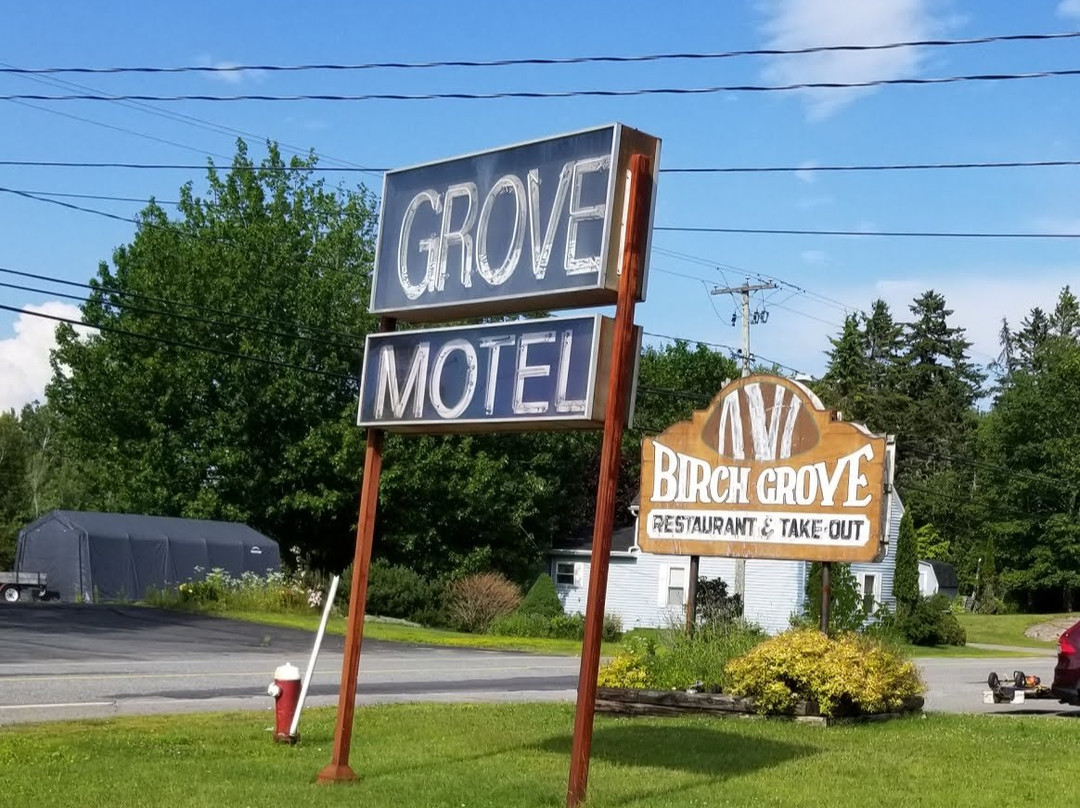 GROVE
MOTEL
BIRCH GROVE
RESTAURANT & TAKE-OUT